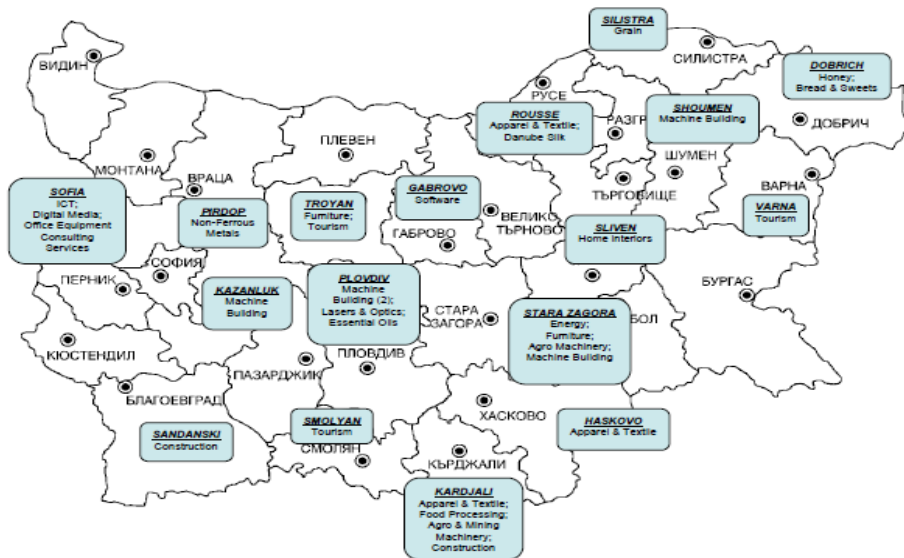 SILISTRA
Grain
ВИДИН
СИЛИСТРА
DOBRICH
Honey;
Bread & Sweets
РУСЕ
ROUSSE
Apparel & Textile;
Danube Silk
РАЗГР
SHOUMEN
Machine Building
ДОБРИЧ
ПЛЕВЕН
МОНТАНА
ВРАЦА
ШУМЕН
ТЪРГОВИЩЕ
ВАРНА
SOFIA
ICT;
Digital Media;
Office Equipment
Consulting
Services
PIRDOP
Non-Ferrous
Metals
TROYAN
Furniture;
Tourism
GABROVO
Software
ГАБРОВО
ВЕЛИКО
ТЪРНОВО
SLIVEN
Home Interiors
VARNA
Tourism
СОФИЯ
ПЕРНИК
KAZANLUK
Machine
Building
PLOVDIV
Machine
Building (2);
Lasers & Optics;
Essential Oils
СТАРА
ЗАГОРА
STARA ZAGORA
Energy;
Furniture;
Agro Machinery;
Machine Building
БОЛ
БУРГАС
КЮСТЕНДИЛ
ПАЗАРДЖИК
ПЛОВДИВ
БЛАГОЕВГРАД
ХАСКОВО
HASKOVO
Apparel & Textile
SANDANSKI
Construction
SMOLYAN
Tourism
СМОЛЯН
КЪРДЖАЛИ
KARDJALI
Apparel & Textile;
Food Processing;
Agro & Mining
Machinery;
Construction